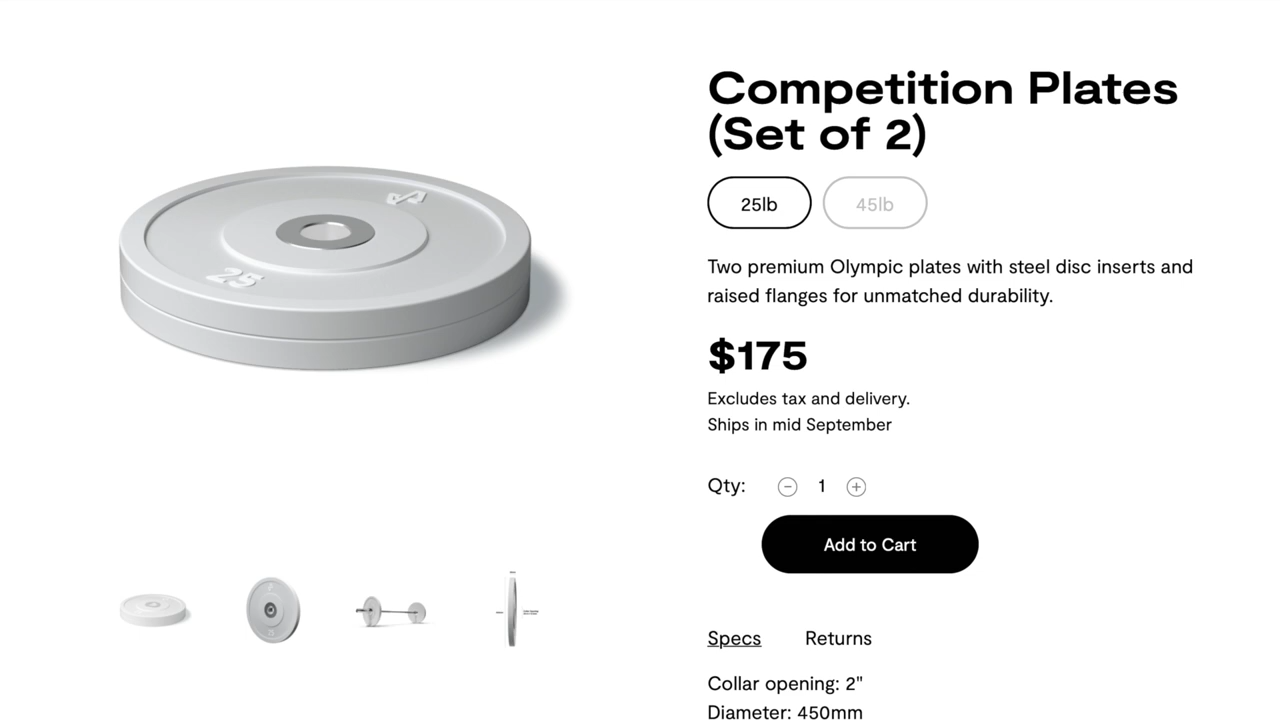 Competition Plates
(Set of 2)
25lb
45lb
Two premium Olympic plates with steel disc inserts and
raised flanges for unmatched durability.
$175
Excludes tax and delivery.
Ships in mid September
Qty:
1
Add to Cart
Specs
Returns
Collar opening: 2"
Diameter: 450mm
25